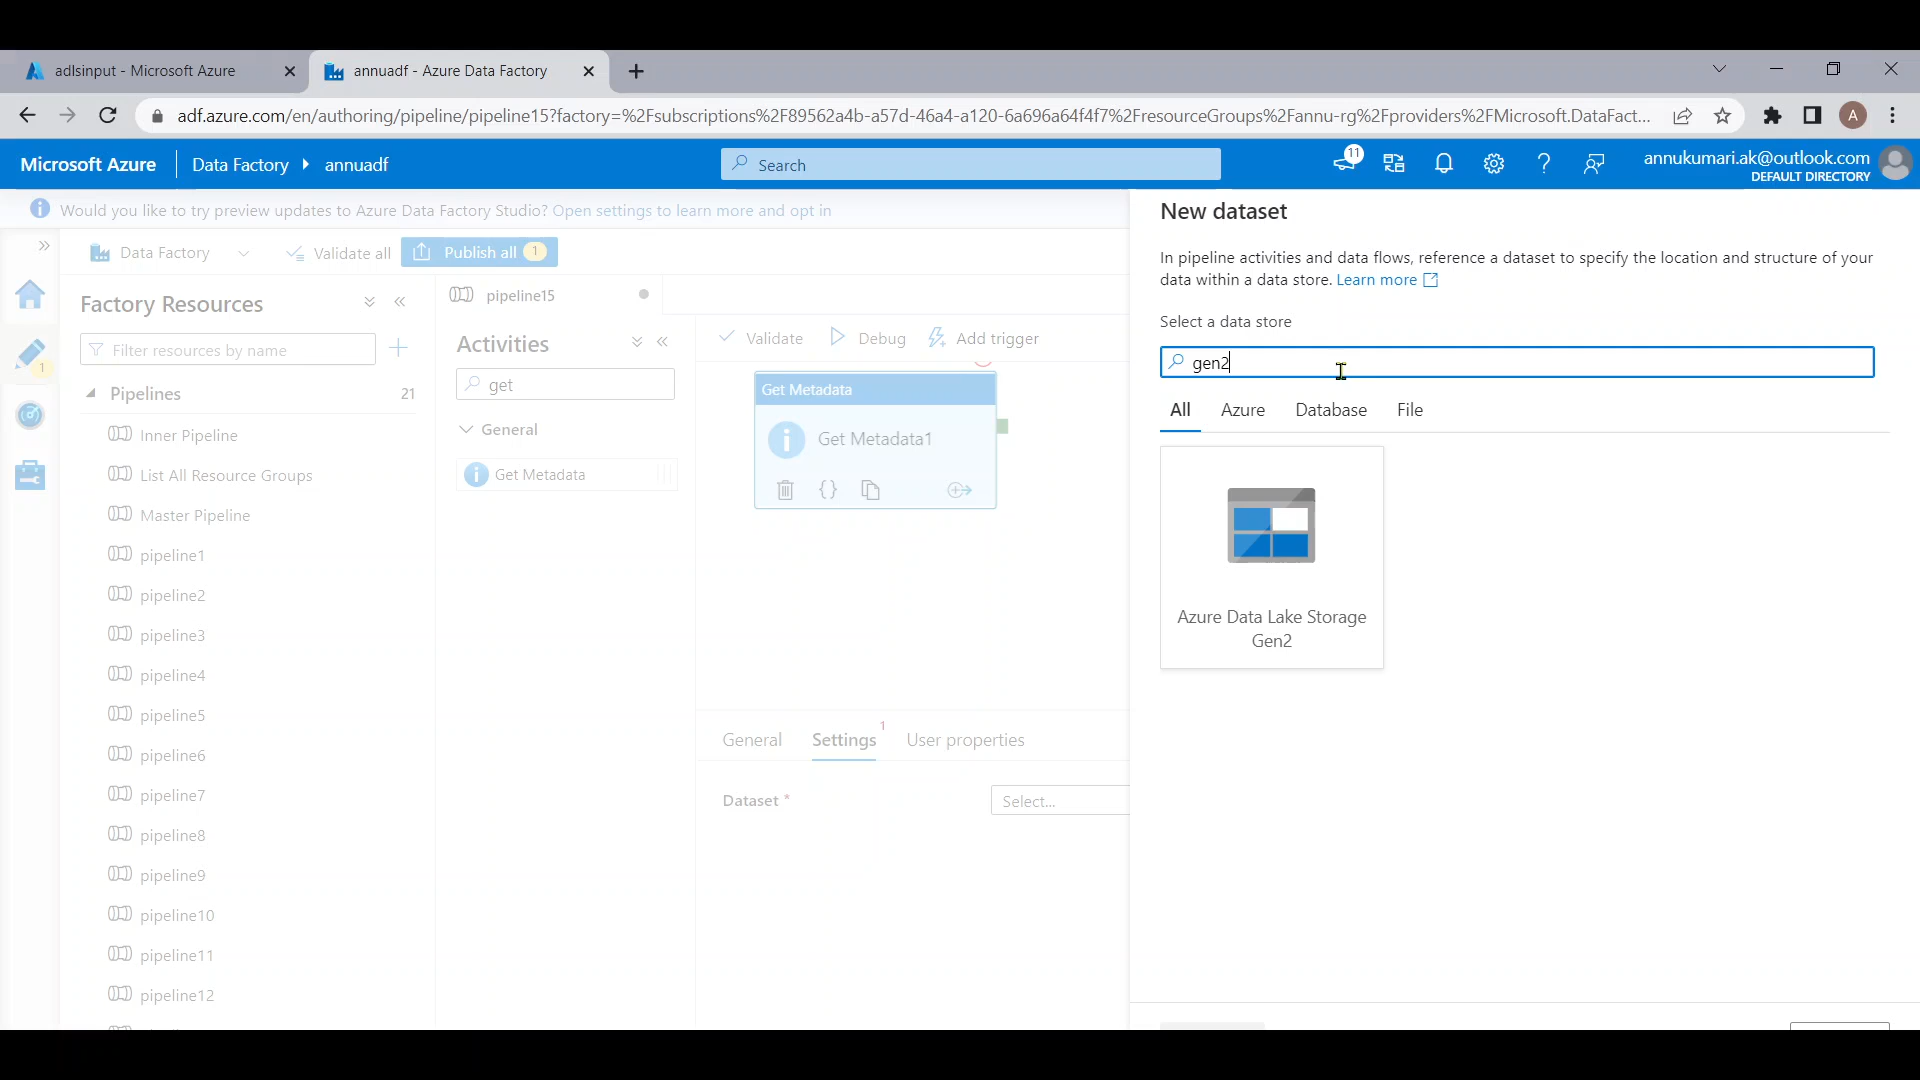 adlsinput - Microsoft Azure
annuadf - Azure Data Factory
adf.azure.com/en/authoring/pipeline/pipeline15?factory=%2Fsubscriptions%2F89562a4b-a57d-46a4-a120-6a696a64f4f7%2FresourceGroups%2Fannu-rg%2Fproviders%2FMicrosoft.DataFact...
A
Microsoft Azure
Data Factory
annuadf
Search
11
annukumari.ak@outlook.com
DEFAULT DIRECTORY
Would you like to try preview updates to Azure Data Factory Studio? Open settings to learn more and opt in
Data Factory
Validate all
Publish all 1
1
Factory Resources
Filter resources by name
Pipelines 21
Inner Pipeline
List All Resource Groups
Master Pipeline
pipeline1
pipeline2
pipeline3
pipeline4
pipeline5
pipeline6
pipeline7
pipeline8
pipeline9
pipeline10
pipeline11
pipeline12
pipeline15
Activities
get
General
Get Metadata
Validate
Debug
Add trigger
Get Metadata
Get Metadata1
General
Settings 1
User properties
Dataset *
Select...
New dataset
In pipeline activities and data flows, reference a dataset to specify the location and structure of your
data within a data store. Learn more
Select a data store
gen2
All
Azure
Database
File
Azure Data Lake Storage
Gen2